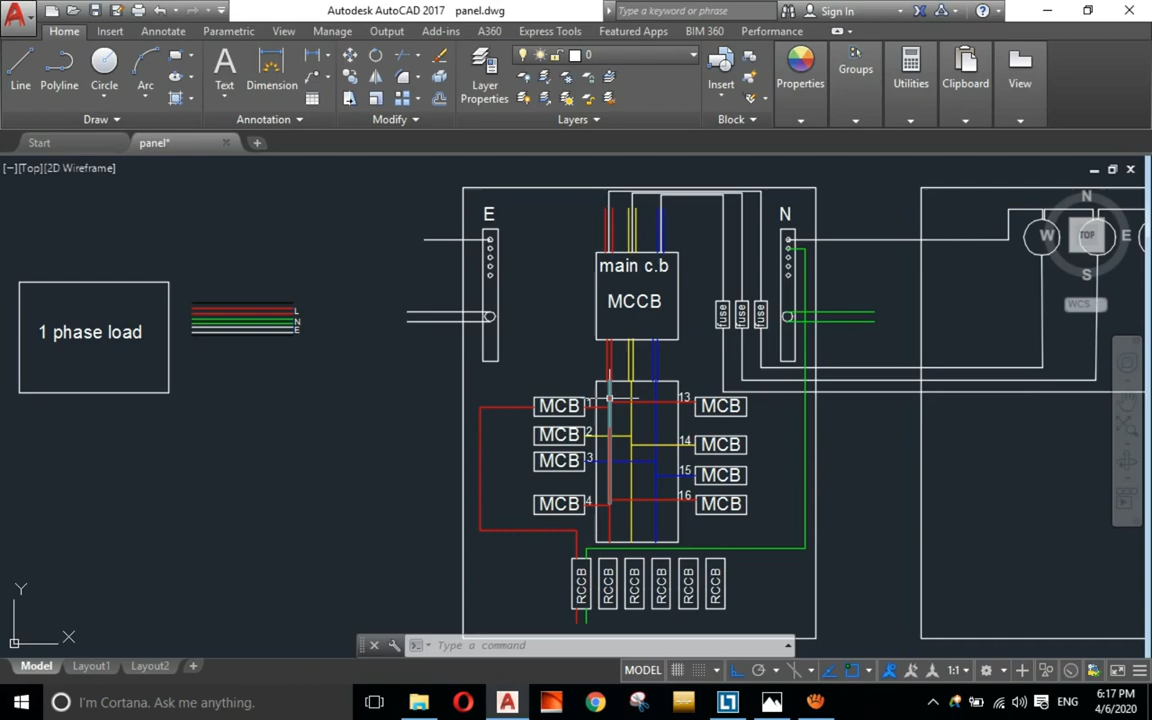 Autodesk AutoCAD 2017 panel.dwg
Type a keyword or phrase
Sign In
Home Insert Annotate Parametric View Manage Output Add-ins A360 Express Tools Featured Apps BIM 360 Performance
Line Polyline Circle Arc
Text Dimension
Layer
Properties
0
Insert
Properties Groups Utilities Clipboard View
Draw Annotation Modify Layers Block
Start panel*
[−][Top][2D Wireframe]
E
N
N
W TOP E
S
WCS
main c.b
MCCB
fuse fuse fuse
1 phase load
L
N
E
MCB 1
13 MCB
MCB 2
14 MCB
MCB 3
15 MCB
MCB 4
16 MCB
RCCB RCCB RCCB RCCB RCCB RCCB
Y
X
Type a command
Model Layout1 Layout2
MODEL
1:1
I'm Cortana. Ask me anything.
6:17 PM
4/6/2020